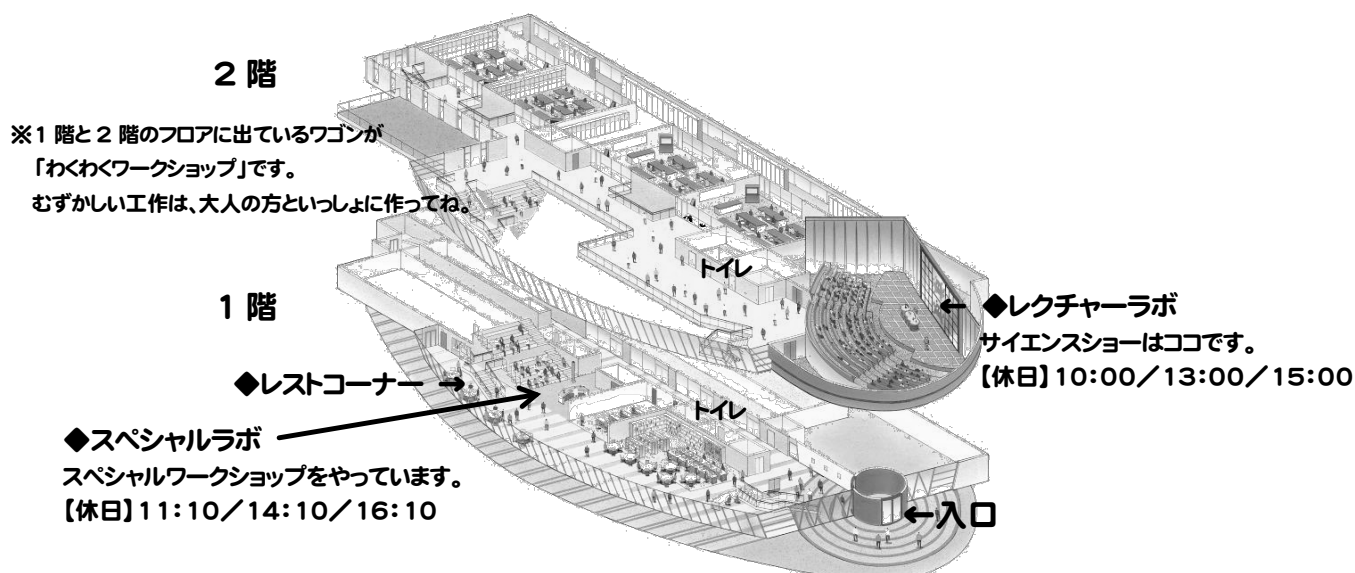 2 階
※1 階と 2 階のフロアに出ているワゴンが
「わくわくワークショップ」です。
むずかしい工作は、大人の方といっしょに作ってね。
トイレ
1 階
←◆レクチャーラボ
サイエンスショーはココです。
【休日】10:00/13:00/15:00
◆レストコーナー→
トイレ
◆スペシャルラボ
スペシャルワークショップをやっています。
【休日】11:10/14:10/16:10
←入口